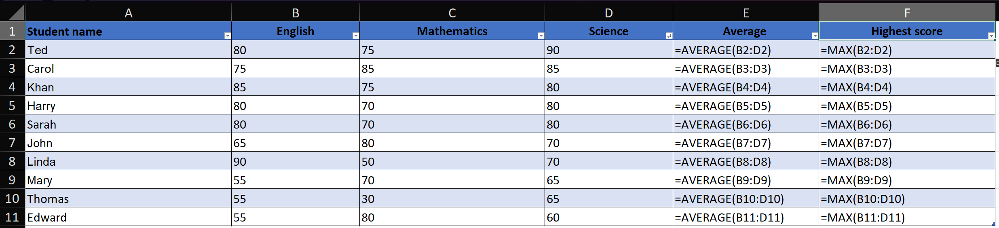 A B C D E F
1 Student name English Mathematics Science Average Highest score
2 Ted 80 75 90 =AVERAGE(B2:D2) =MAX(B2:D2)
3 Carol 75 85 85 =AVERAGE(B3:D3) =MAX(B3:D3)
4 Khan 85 75 80 =AVERAGE(B4:D4) =MAX(B4:D4)
5 Harry 80 70 80 =AVERAGE(B5:D5) =MAX(B5:D5)
6 Sarah 80 70 80 =AVERAGE(B6:D6) =MAX(B6:D6)
7 John 65 80 70 =AVERAGE(B7:D7) =MAX(B7:D7)
8 Linda 90 50 70 =AVERAGE(B8:D8) =MAX(B8:D8)
9 Mary 55 70 65 =AVERAGE(B9:D9) =MAX(B9:D9)
10 Thomas 55 30 65 =AVERAGE(B10:D10) =MAX(B10:D10)
11 Edward 55 80 60 =AVERAGE(B11:D11) =MAX(B11:D11)